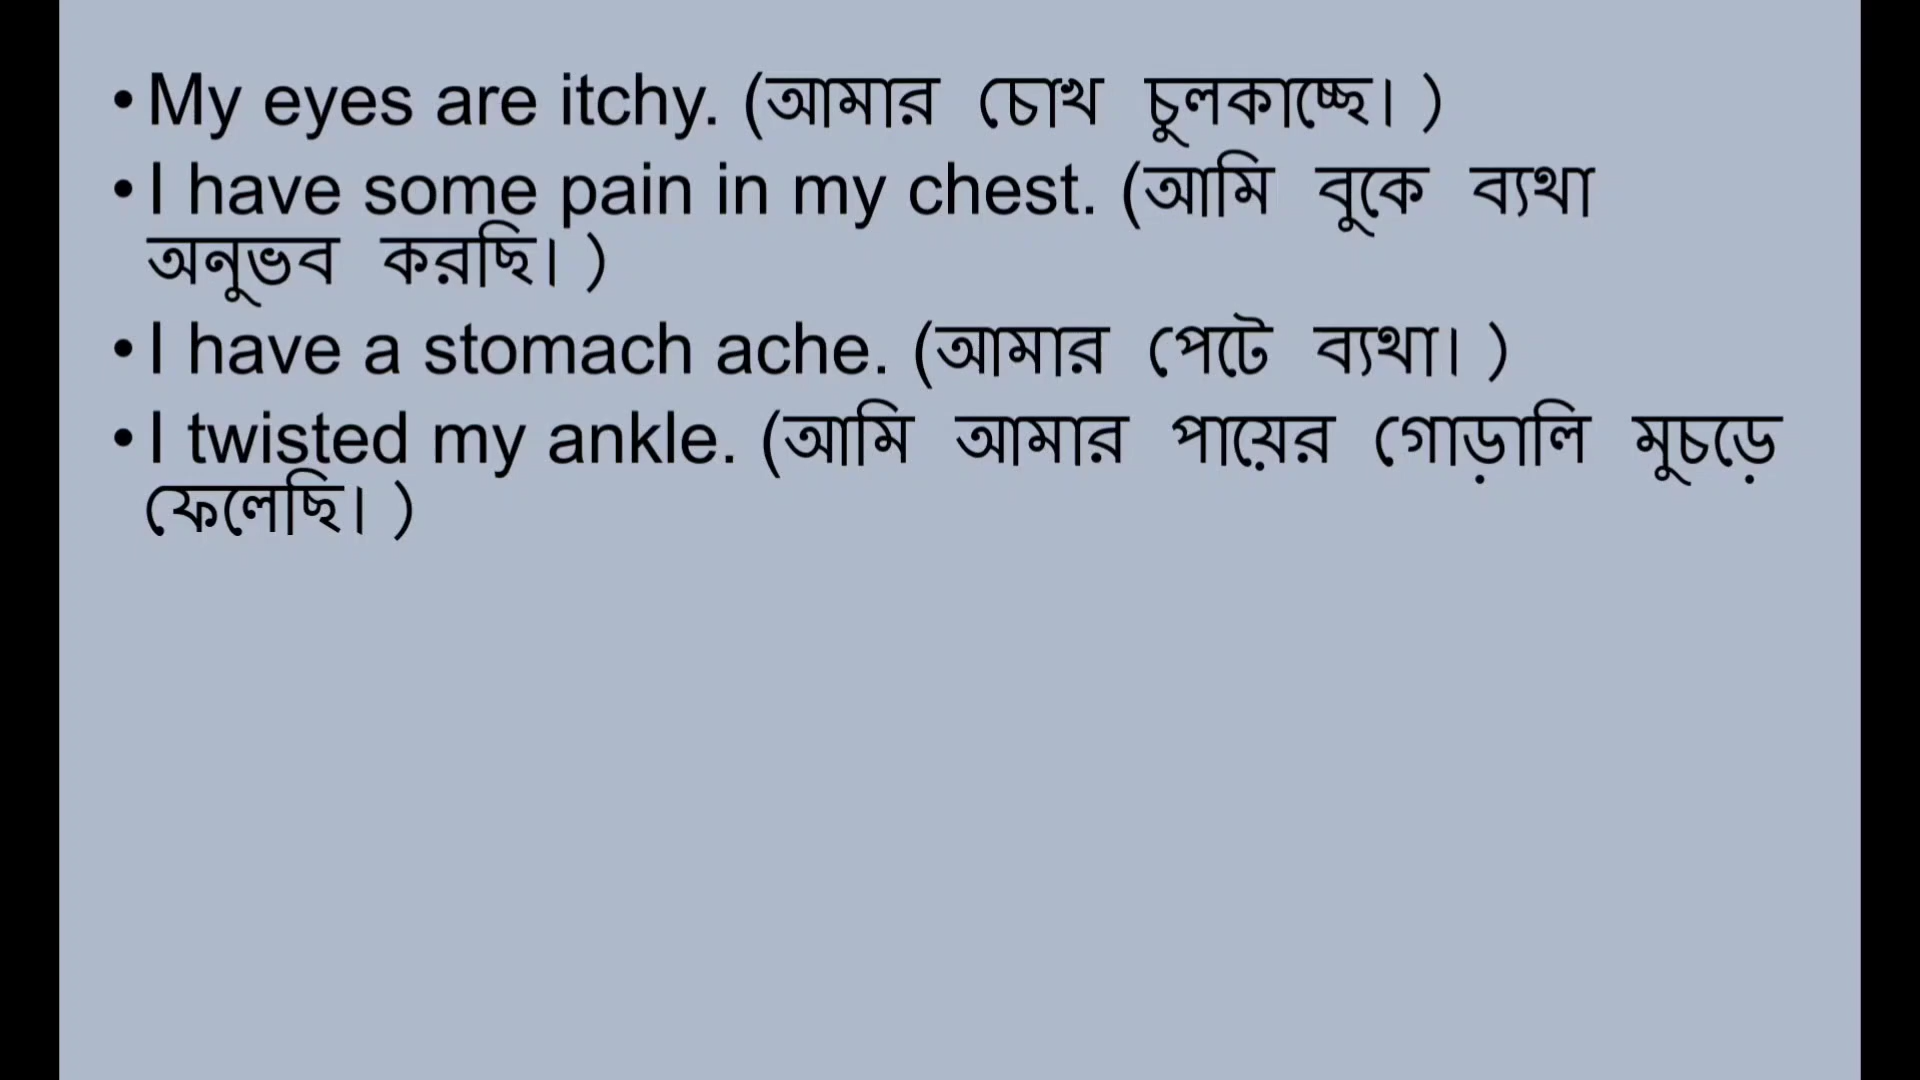 • My eyes are itchy. (আমার চোখ চুলকাচ্ছে। )
• I have some pain in my chest. (আমি বুকে ব্যথা
অনুভব করছি। )
• I have a stomach ache. (আমার পেটে ব্যথা। )
• I twisted my ankle. (আমি আমার পায়ের গোড়ালি মুচড়ে
ফেলেছি। )